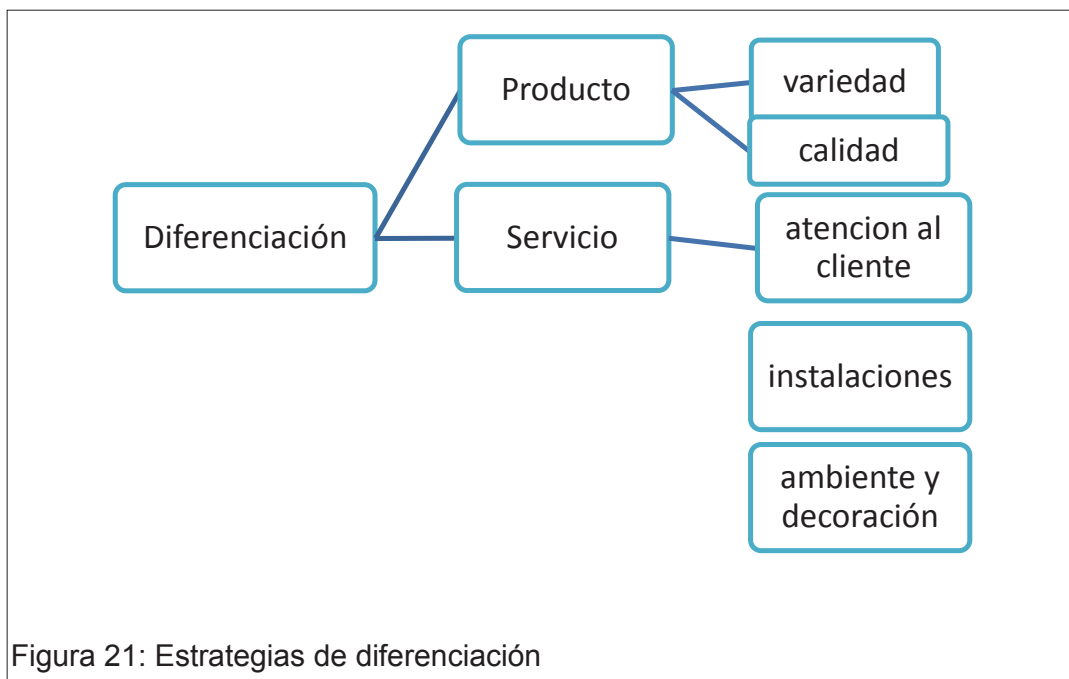 Diferenciación
Producto
variedad
calidad
Servicio
atencion al
cliente
instalaciones
ambiente y
decoración
Figura 21: Estrategias de diferenciación